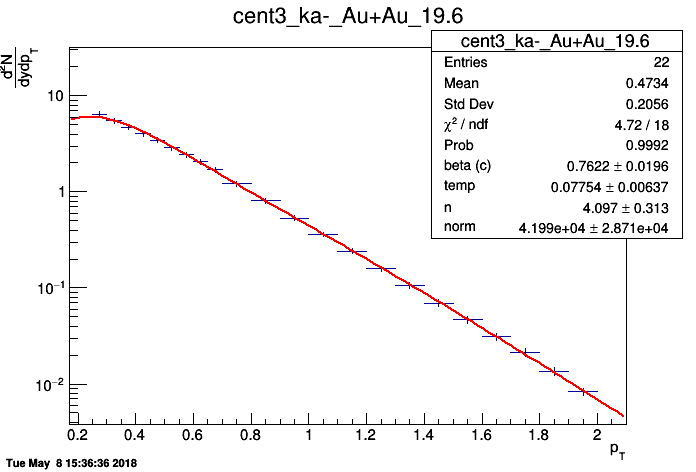 cent3_ka-_Au+Au_19.6
d²N
dydp_T
cent3_ka-_Au+Au_19.6
Entries 22
Mean 0.4734
Std Dev 0.2056
χ² / ndf 4.72 / 18
Prob 0.9992
beta (c) 0.7622 ± 0.0196
temp 0.07754 ± 0.00637
n 4.097 ± 0.313
norm 4.199e+04 ± 2.871e+04
10
1
10⁻¹
10⁻²
0.2 0.4 0.6 0.8 1 1.2 1.4 1.6 1.8 2
p_T
Tue May 8 15:36:36 2018